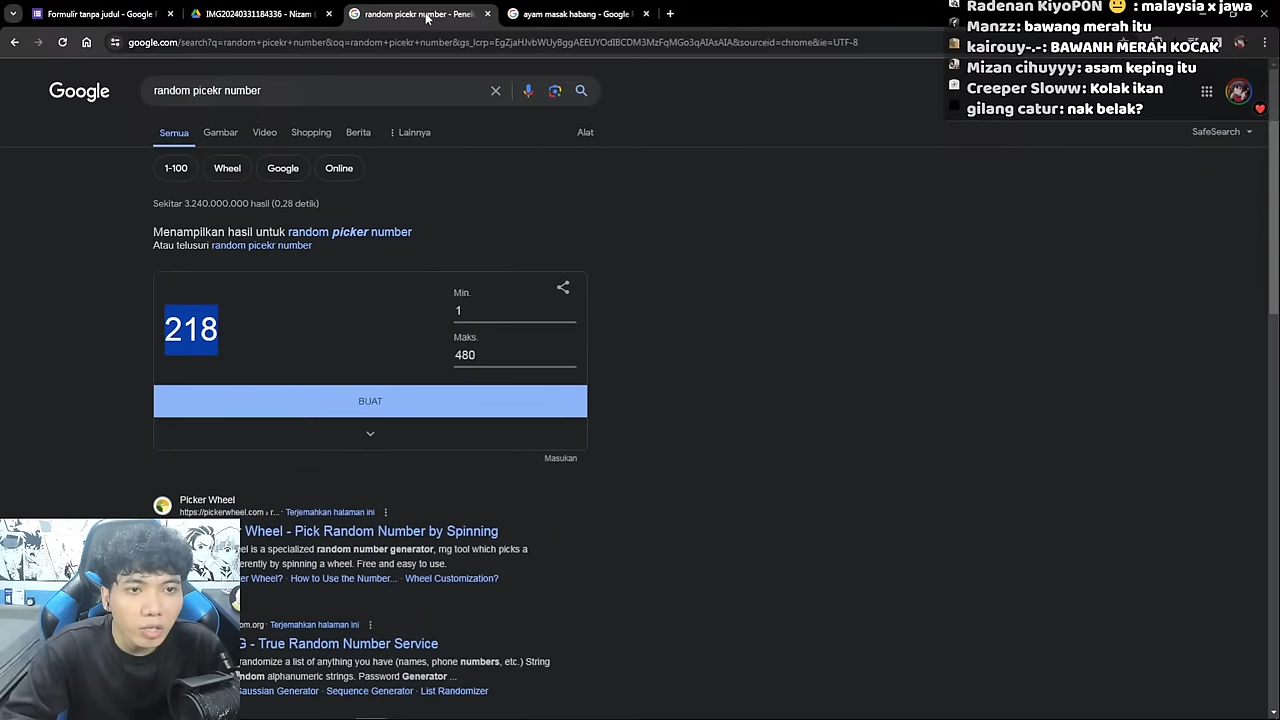 Formulir tanpa judul - Google F
IMG20240331184336 - Nizam (
random picekr number - Penel
ayam masak habang - Google P
google.com/search?q=random+picekr+number&oq=random+picekr+number&gs_lcrp=EgZjaHJvbWUyBggAEEUYOdIBCDM3MzFqMGo3qAIAsAIA&sourceid=chrome&ie=UTF-8
Radenan KiyoPON : malaysia x jawa
Manzz: bawang merah itu
kairouy-.-: BAWANH MERAH KOCAK
Mizan cihuyyy: asam keping itu
Creeper Sloww: Kolak ikan
gilang catur: nak belak?
Google
random picekr number
Semua Gambar Video Shopping Berita Lainnya Alat
SafeSearch
1-100 Wheel Google Online
Sekitar 3.240.000.000 hasil (0,28 detik)
Menampilkan hasil untuk random picker number
Atau telusuri random picekr number
218
Min.
1
Maks.
480
BUAT
Masukan
Picker Wheel
https://pickerwheel.com › r... · Terjemahkan halaman ini
Wheel - Pick Random Number by Spinning
el is a specialized random number generator, rng tool which picks a
erently by spinning a wheel. Free and easy to use.
er Wheel? · How to Use the Number... · Wheel Customization?
om.org · Terjemahkan halaman ini
G - True Random Number Service
randomize a list of anything you have (names, phone numbers, etc.) String
ndom alphanumeric strings. Password Generator ...
Gaussian Generator · Sequence Generator · List Randomizer